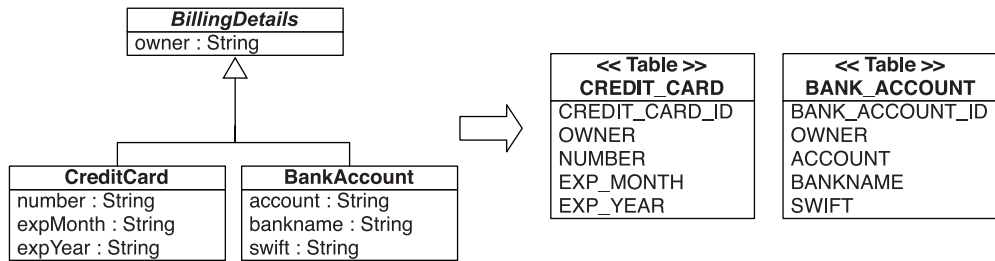 BillingDetails
owner : String
CreditCard
number : String
expMonth : String
expYear : String
BankAccount
account : String
bankname : String
swift : String
<< Table >>
CREDIT_CARD
CREDIT_CARD_ID
OWNER
NUMBER
EXP_MONTH
EXP_YEAR
<< Table >>
BANK_ACCOUNT
BANK_ACCOUNT_ID
OWNER
ACCOUNT
BANKNAME
SWIFT